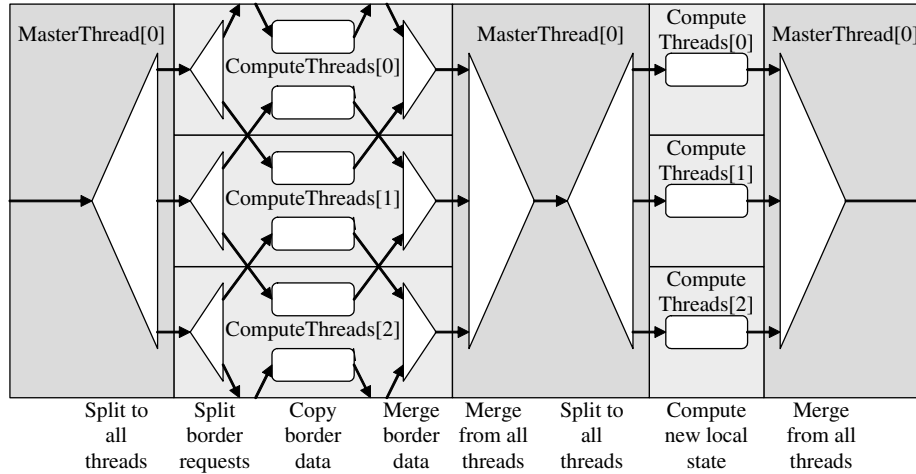 MasterThread[0]
ComputeThreads[0]
ComputeThreads[1]
ComputeThreads[2]
MasterThread[0]
Compute
Threads[0]
Compute
Threads[1]
Compute
Threads[2]
MasterThread[0]
Split to
all
threads
Split
border
requests
Copy
border
data
Merge
border
data
Merge
from all
threads
Split to
all
threads
Compute
new local
state
Merge
from all
threads